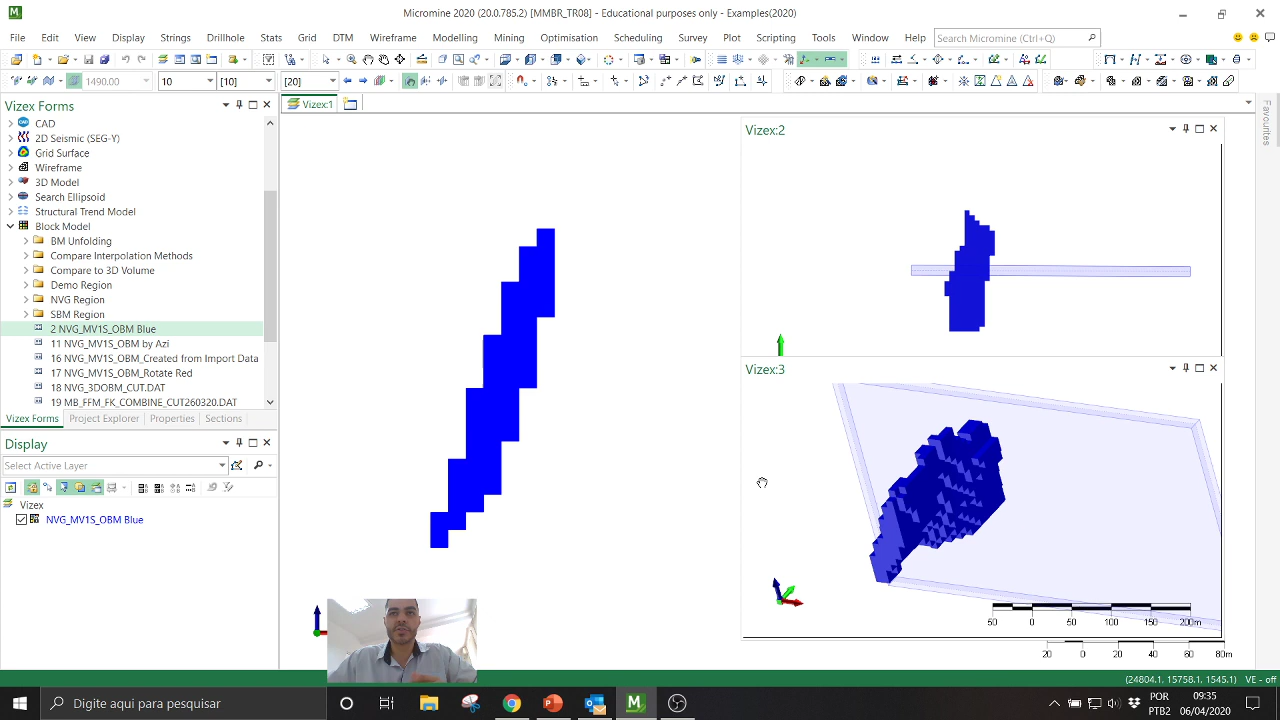 Micromine 2020 (20.0.785.2) [MMBR_TR08] - Educational purposes only - Examples(2020)
File Edit View Display Strings Drillhole Stats Grid DTM Wireframe Modelling Mining Optimisation Scheduling Survey Plot Scripting Tools Window Help Search Micromine (Ctrl+Q)
1490.00 10 [10] [20]
Vizex Forms
Vizex:1
Favourites
CAD
2D Seismic (SEG-Y)
Grid Surface
Wireframe
3D Model
Search Ellipsoid
Structural Trend Model
Block Model
BM Unfolding
Compare Interpolation Methods
Compare to 3D Volume
Demo Region
NVG Region
SBM Region
2 NVG_MV1S_OBM Blue
11 NVG_MV1S_OBM by Azi
16 NVG_MV1S_OBM_Created from Import Data
17 NVG_MV1S_OBM_Rotate Red
18 NVG_3DOBM_CUT.DAT
19 MB_FFM_FK_COMBINE_CUT260320.DAT
Vizex Forms Project Explorer Properties Sections
Display
Select Active Layer
Vizex
NVG_MV1S_OBM Blue
Vizex:2
Vizex:3
50 0 50 100 150 200m
20 0 20 40 60 80m
(24804.1, 15758.1, 1545.1) VE - off
Digite aqui para pesquisar
POR
PTB2
09:35
06/04/2020